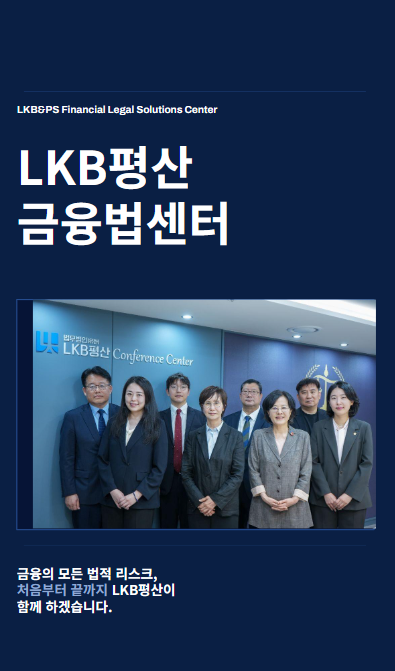 LKB&PS Financial Legal Solutions Center
LKB평산
금융법센터
법무법인(유한)
LKB평산 Conference Center
금융의 모든 법적 리스크,
처음부터 끝까지 LKB평산이
함께 하겠습니다.